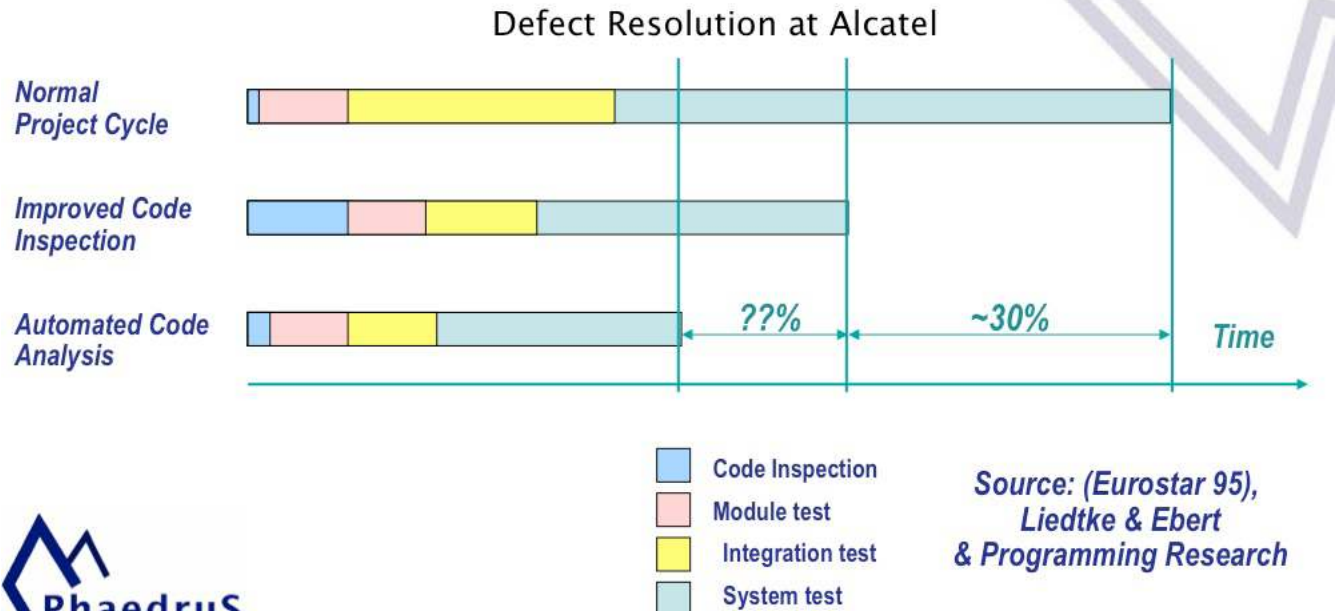 Defect Resolution at Alcatel
Normal
Project Cycle
Improved Code
Inspection
Automated Code
Analysis
??%
~30%
Time
Code Inspection
Module test
Integration test
System test
Source: (Eurostar 95),
Liedtke & Ebert
& Programming Research
PhaedruS